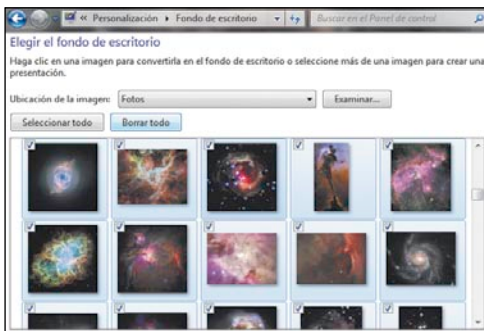 « Personalización ▸ Fondo de escritorio Buscar en el Panel de control
Elegir el fondo de escritorio
Haga clic en una imagen para convertirla en el fondo de escritorio o seleccione más de una imagen para crear una
presentación.
Ubicación de la imagen: Fotos Examinar...
Seleccionar todo Borrar todo